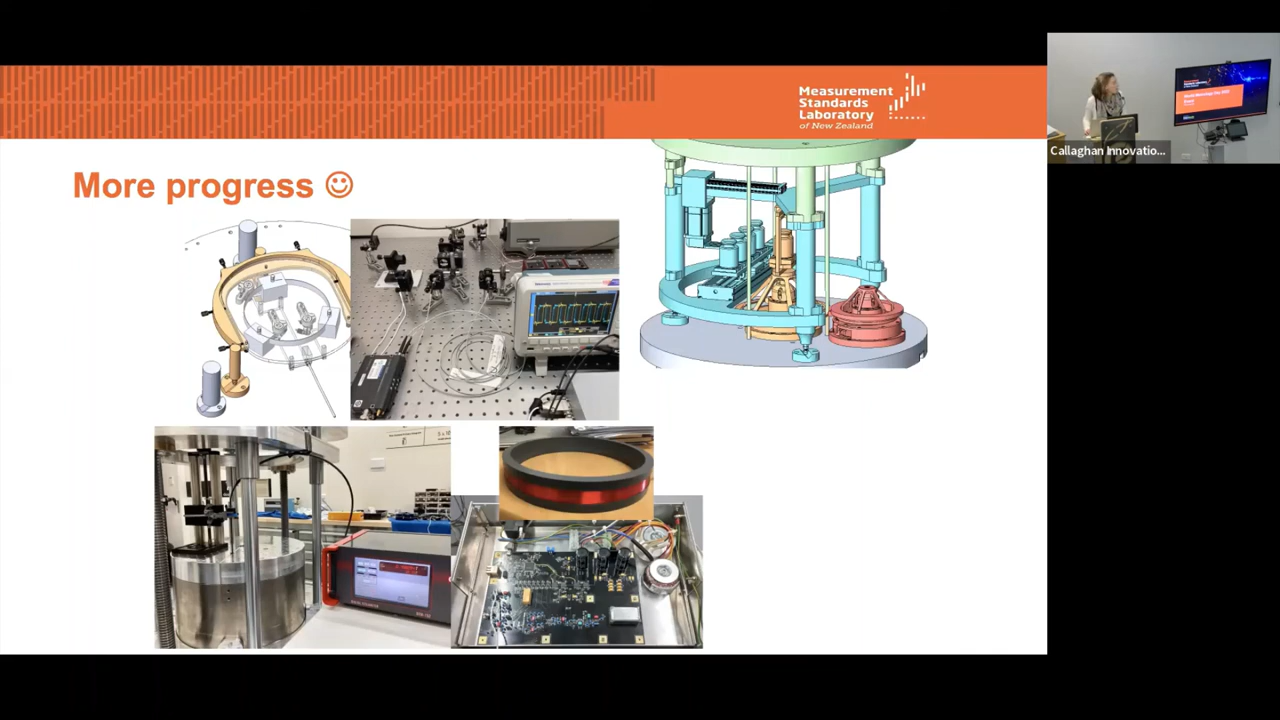 Measurement
Standards
Laboratory
of New Zealand
More progress ☺
Callaghan Innovatio...